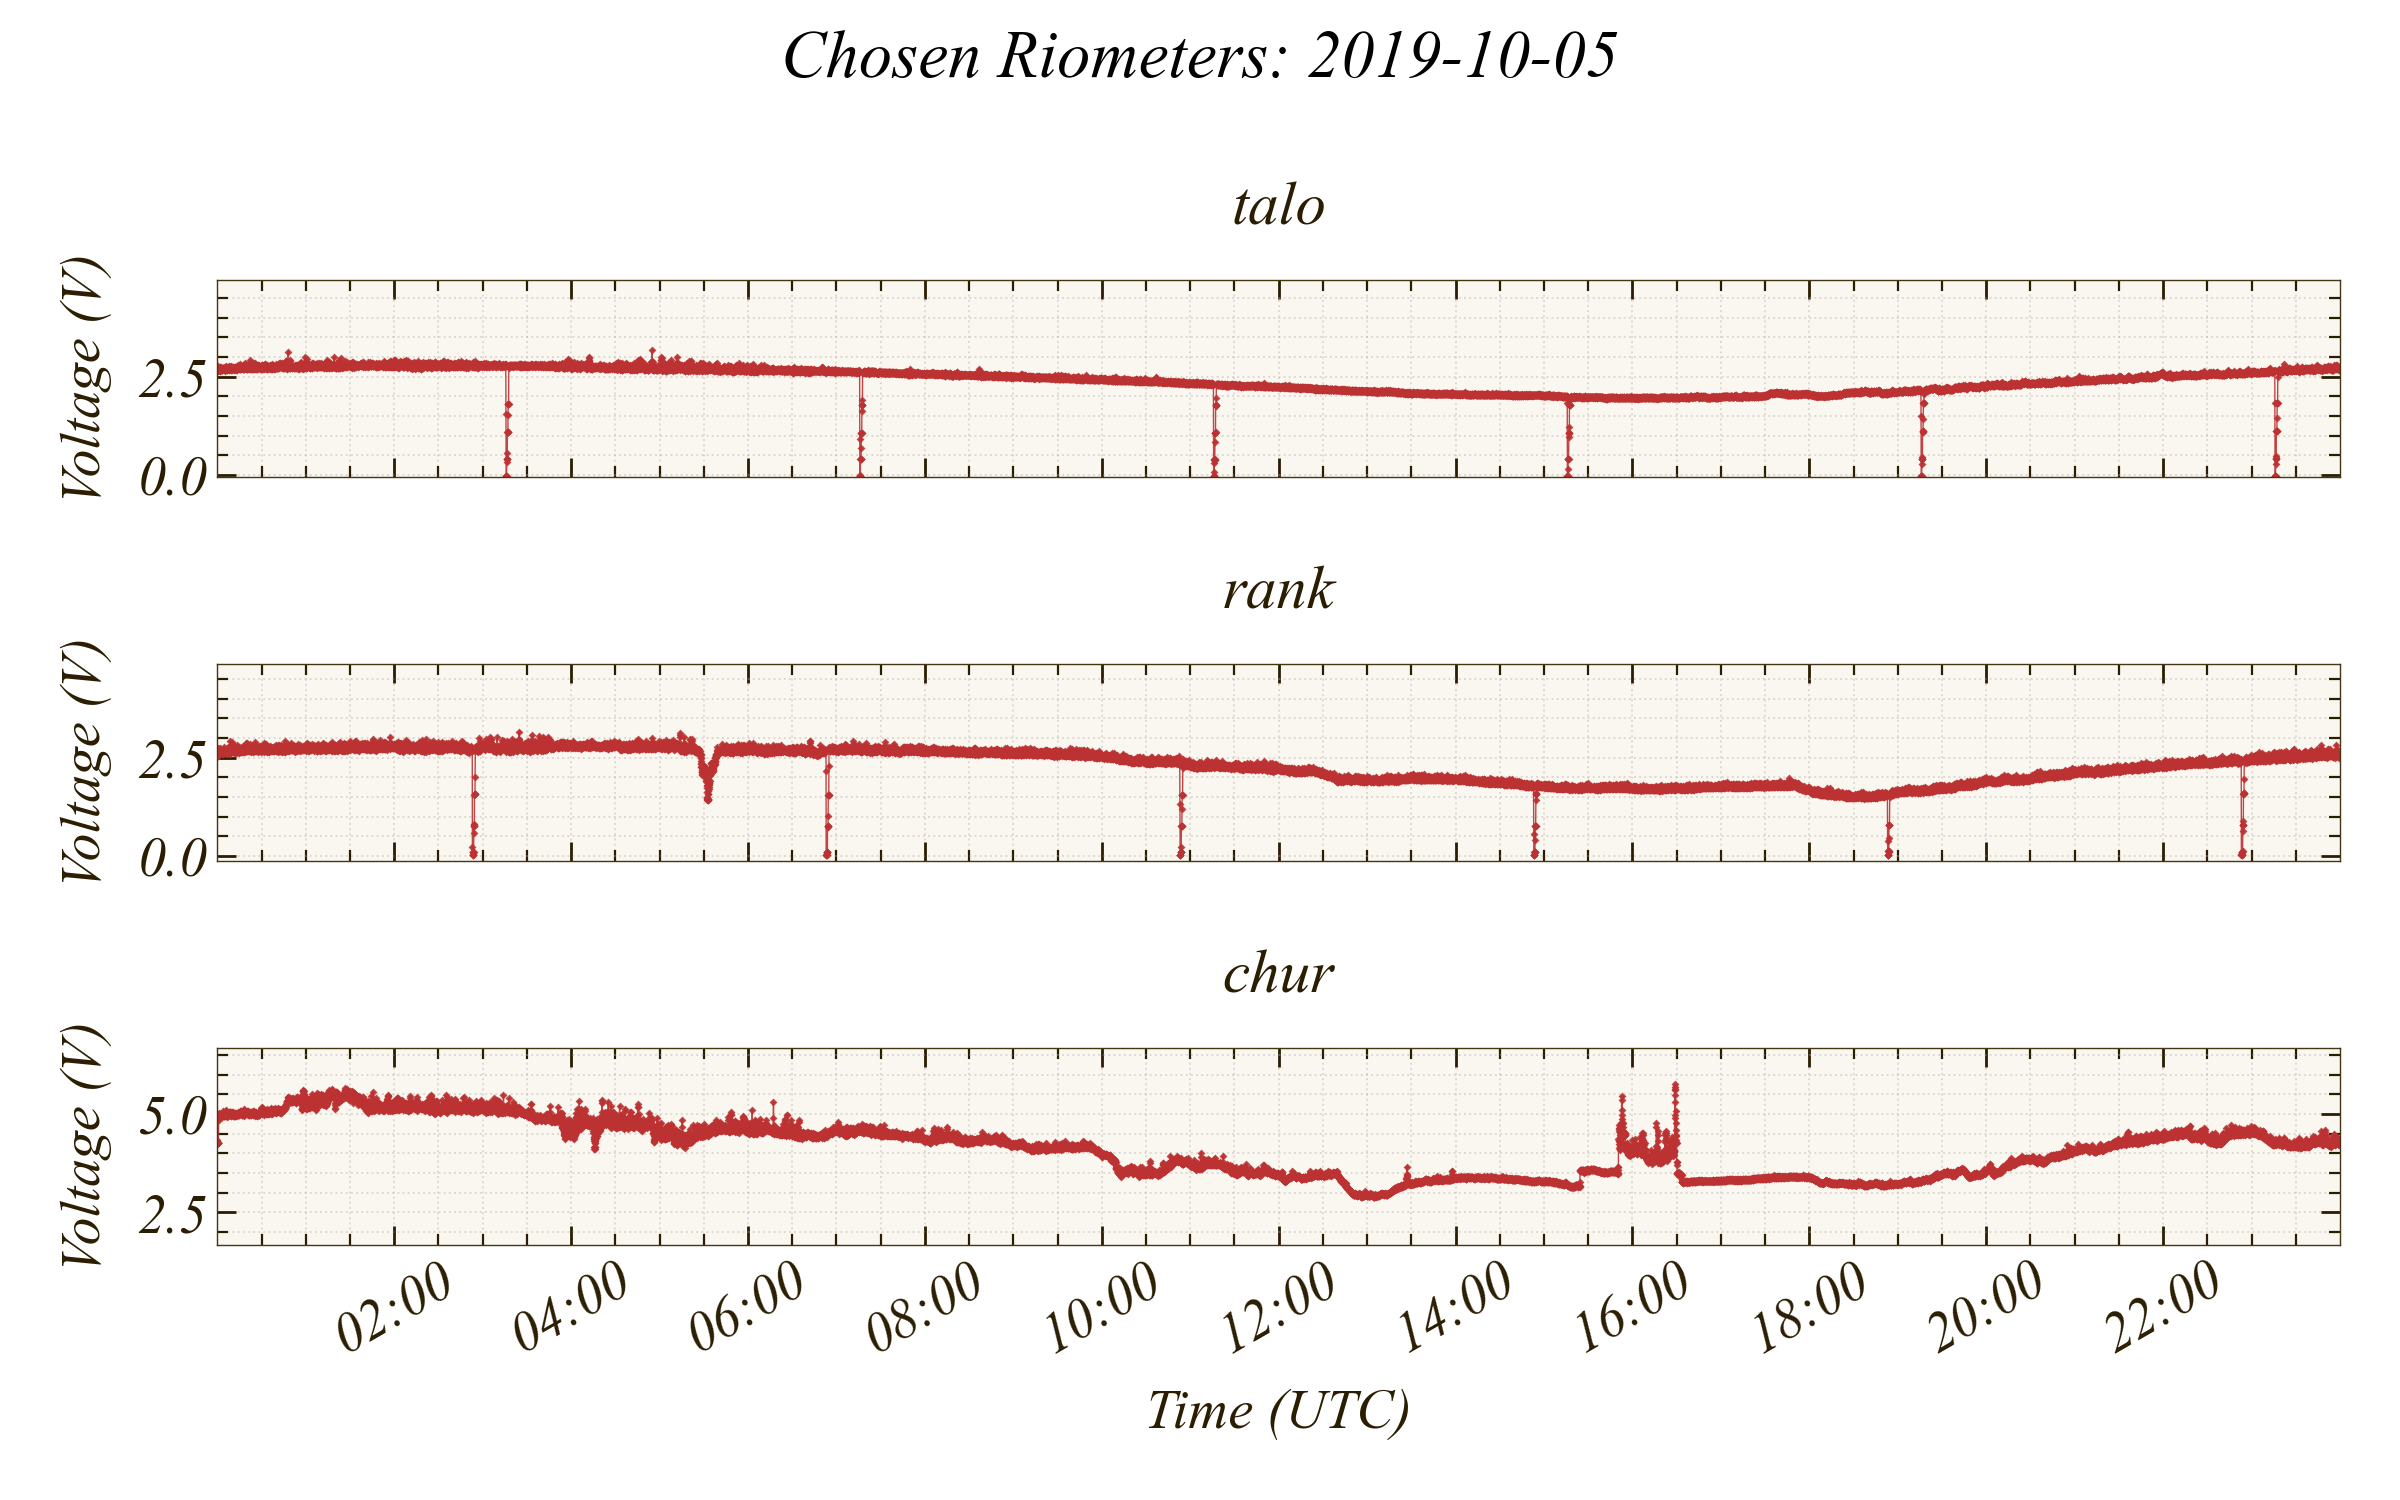 Chosen Riometers: 2019-10-05
talo
Voltage (V)
2.5
0.0
rank
Voltage (V)
2.5
0.0
chur
Voltage (V)
5.0
2.5
02:00 04:00 06:00 08:00 10:00 12:00 14:00 16:00 18:00 20:00 22:00
Time (UTC)